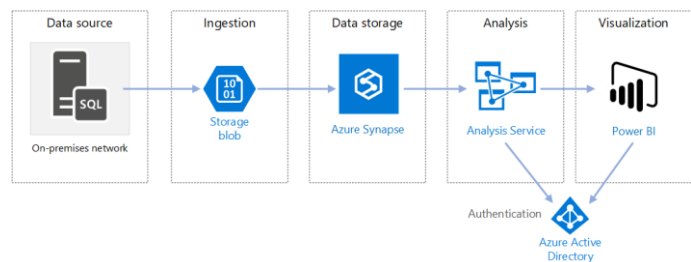 Data source
Ingestion
Data storage
Analysis
Visualization
SQL
10
01
On-premises network
Storage
blob
Azure Synapse
Analysis Service
Power BI
Authentication
Azure Active
Directory